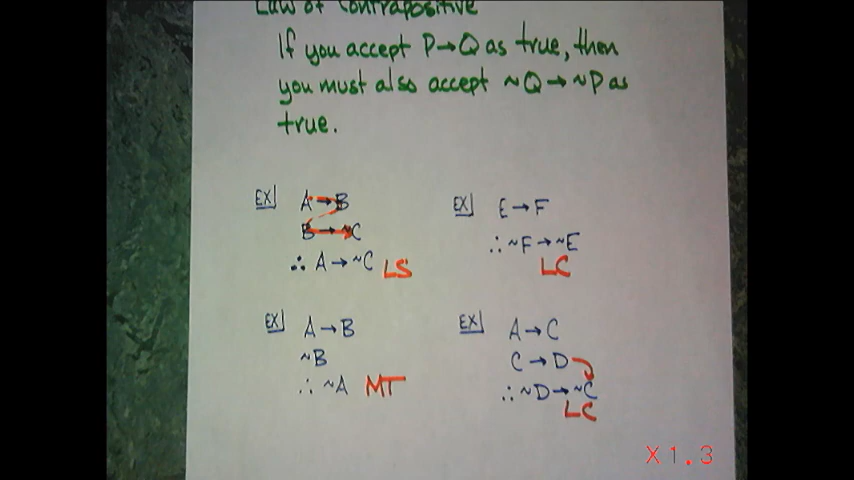 Law of Contrapositive
If you accept P→Q as true, then
you must also accept ~Q→~P as
true.
EX A→B
B→~C
∴ A→~C LS
EX E→F
∴ ~F→~E
LC
EX A→B
~B
∴ ~A MT
EX A→C
C→D
∴ ~D→~C
LC
X1.3